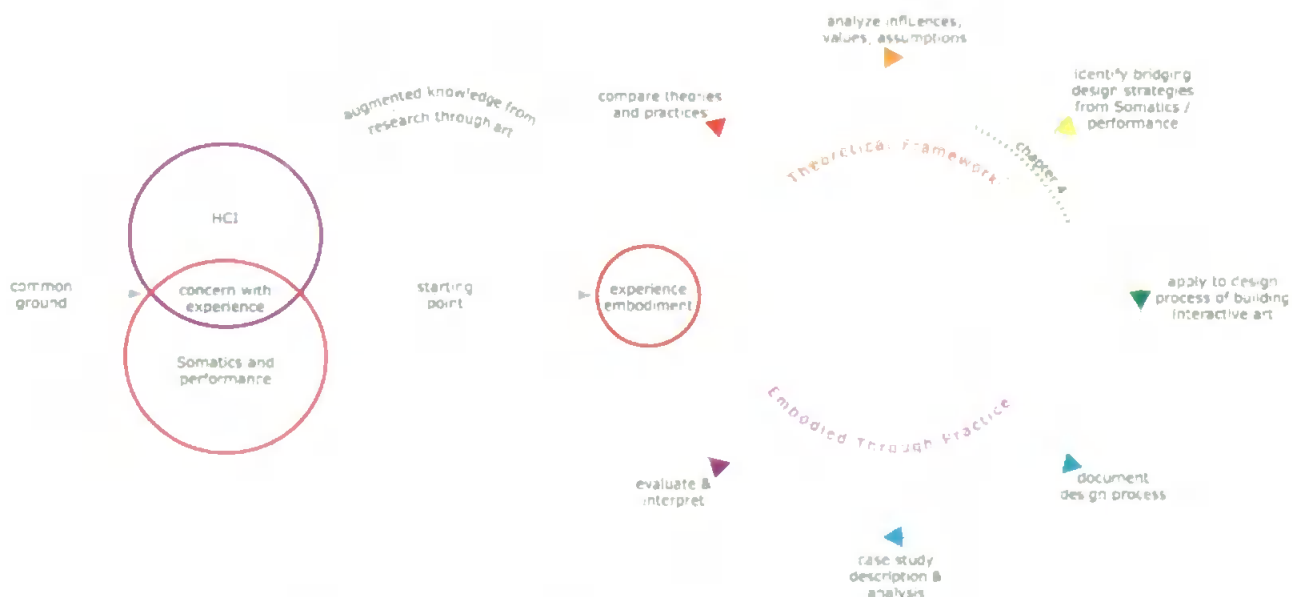 analyze influences,
values, assumptions
identify bridging
design strategies
from Somatics /
performance
augmented knowledge from
research through art
compare theories
and practices
Theoretical Framework
chapter 4
HCI
common
ground
concern with
experience
starting
point
experience
embodiment
apply to design
process of building
interactive art
Somatics and
performance
Embodied Through Practice
evaluate &
interpret
document
design process
case study
description &
analysis